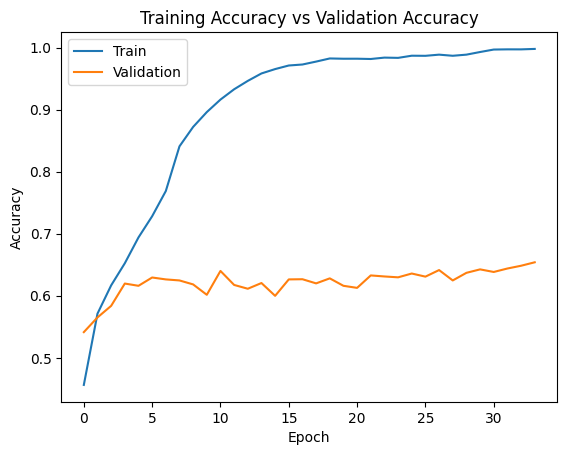 Training Accuracy vs Validation Accuracy
Train
Validation
1.0
0.9
0.8
0.7
0.6
0.5
Accuracy
0 5 10 15 20 25 30
Epoch